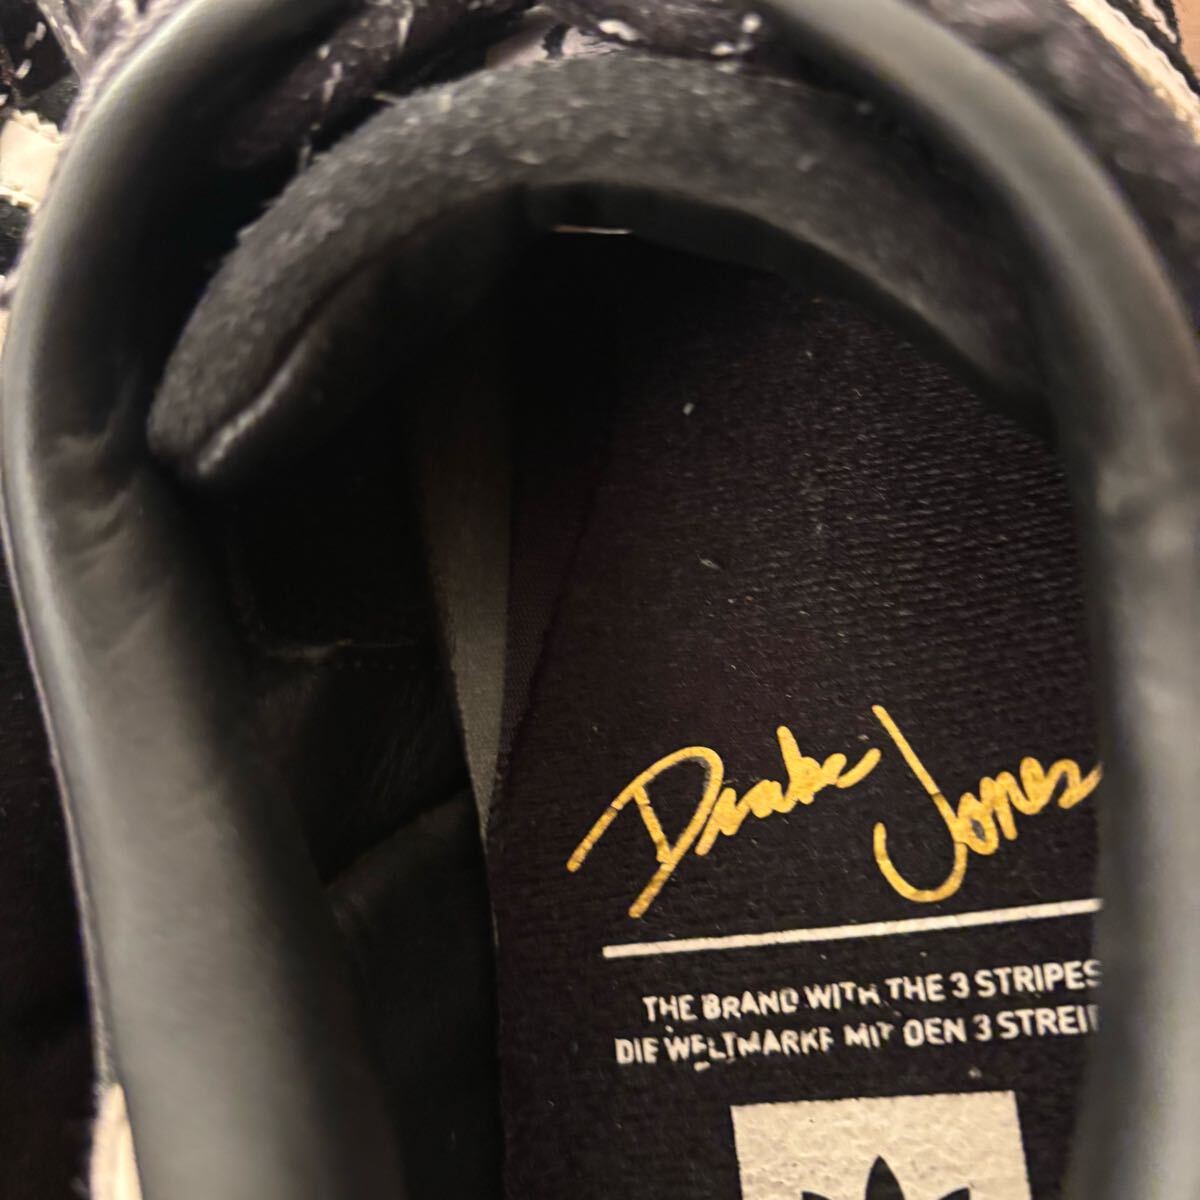 Drake Jones
THE BRAND WITH THE 3 STRIPES
DIE WELTMARKE MIT DEN 3 STREIF